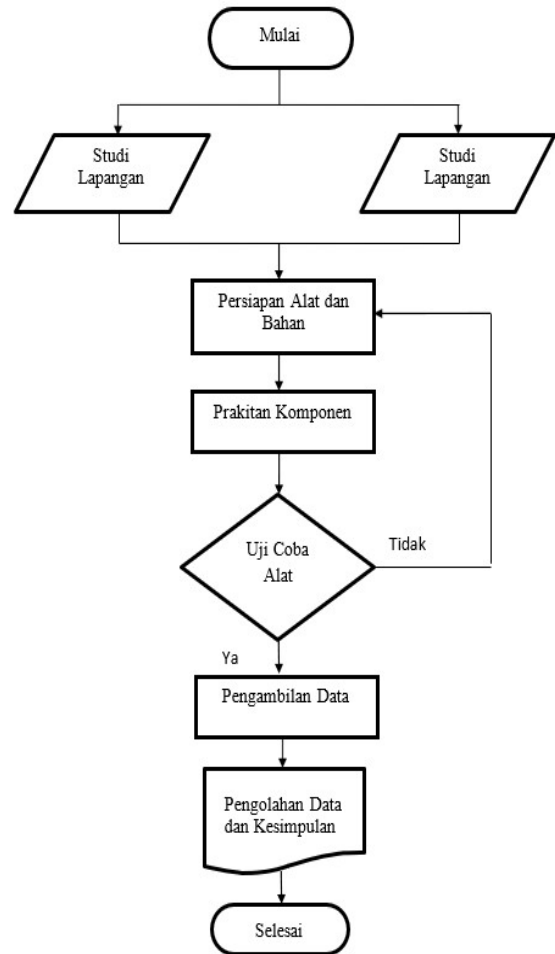 Mulai
Studi
Lapangan
Studi
Lapangan
Persiapan Alat dan
Bahan
Prakitan Komponen
Uji Coba
Alat
Tidak
Ya
Pengambilan Data
Pengolahan Data
dan Kesimpulan
Selesai